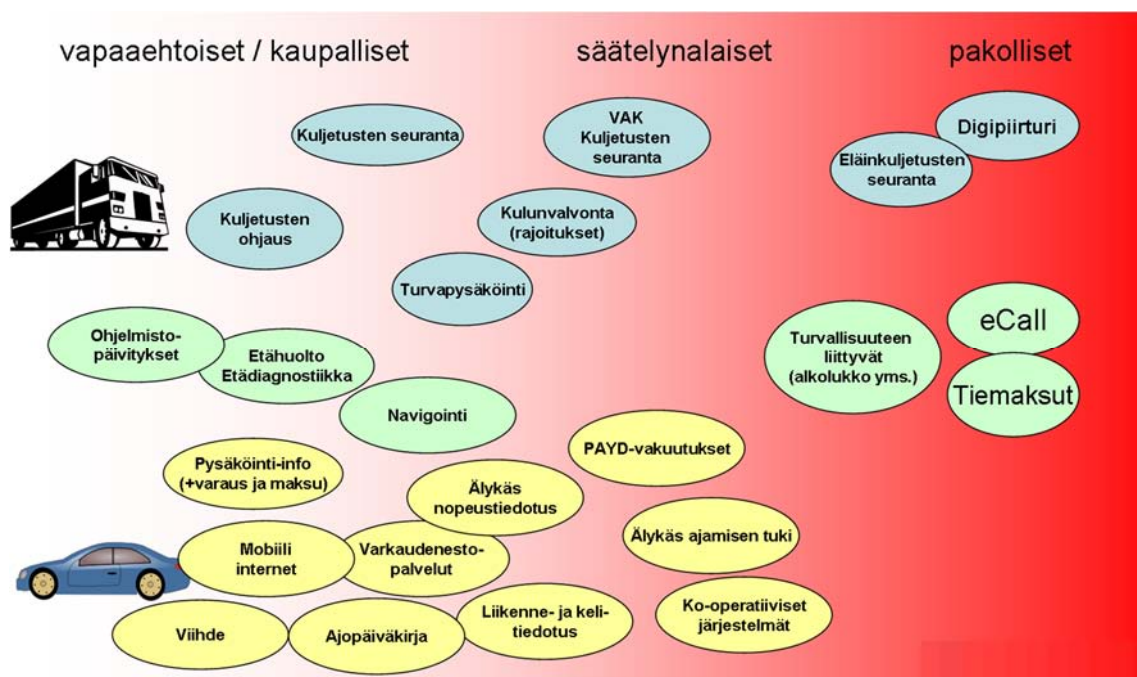 vapaaehtoiset / kaupalliset
säätelynalaiset
pakolliset
Kuljetusten seuranta
VAK
Kuljetusten
seuranta
Digipiirturi
Eläinkuljetusten
seuranta
Kuljetusten
ohjaus
Kulunvalvonta
(rajoitukset)
Turvapysäköinti
Ohjelmisto-
päivitykset
Etähuolto
Etädiagnostiikka
Navigointi
Turvallisuuteen
liittyvät
(alkolukko yms.)
eCall
Tiemaksut
PAYD-vakuutukset
Pysäköinti-info
(+varaus ja maksu)
Älykäs
nopeustiedotus
Mobiili
internet
Varkaudenesto-
palvelut
Älykäs ajamisen tuki
Viihde
Ajopäiväkirja
Liikenne- ja keli-
tiedotus
Ko-operatiiviset
järjestelmät